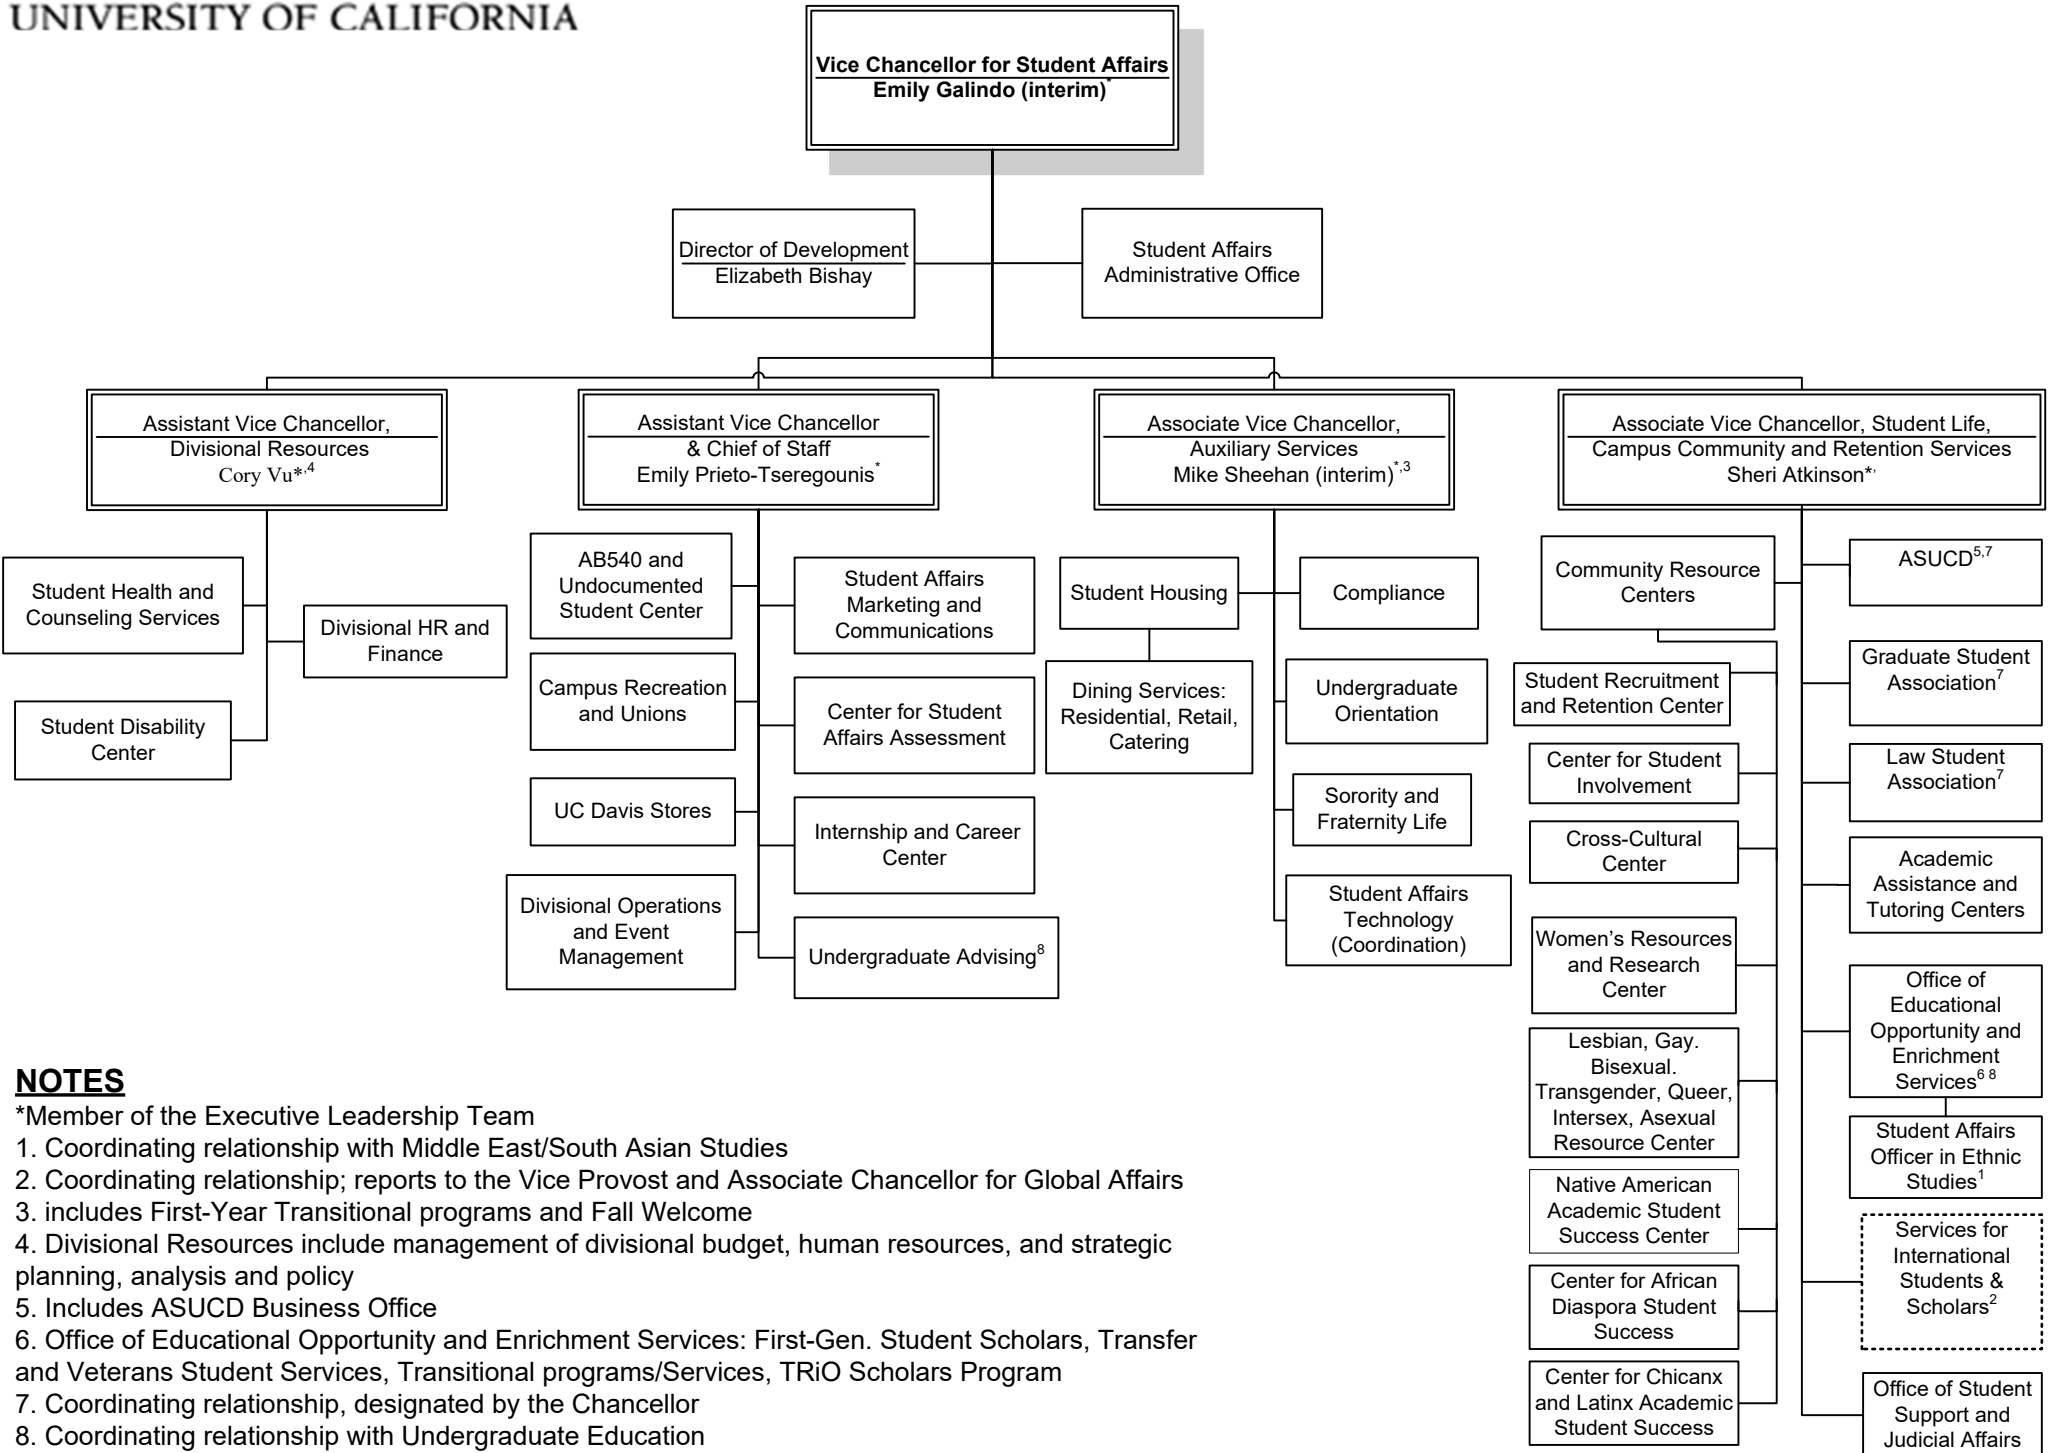 UNIVERSITY OF CALIFORNIA
Vice Chancellor for Student Affairs
Emily Galindo (interim)*
Director of Development
Elizabeth Bishay
Student Affairs
Administrative Office
Assistant Vice Chancellor,
Divisional Resources
Cory Vu*,4
Assistant Vice Chancellor
& Chief of Staff
Emily Prieto-Tseregounis*
Associate Vice Chancellor,
Auxiliary Services
Mike Sheehan (interim)*,3
Associate Vice Chancellor, Student Life,
Campus Community and Retention Services
Sheri Atkinson*,
Student Health and
Counseling Services
Divisional HR and
Finance
Student Disability
Center
AB540 and
Undocumented
Student Center
Student Affairs
Marketing and
Communications
Campus Recreation
and Unions
Center for Student
Affairs Assessment
UC Davis Stores
Internship and Career
Center
Divisional Operations
and Event
Management
Undergraduate Advising8
Student Housing
Compliance
Dining Services:
Residential, Retail,
Catering
Undergraduate
Orientation
Sorority and
Fraternity Life
Student Affairs
Technology
(Coordination)
Community Resource
Centers
Student Recruitment
and Retention Center
Center for Student
Involvement
Cross-Cultural
Center
Women’s Resources
and Research
Center
Lesbian, Gay.
Bisexual.
Transgender, Queer,
Intersex, Asexual
Resource Center
Native American
Academic Student
Success Center
Center for African
Diaspora Student
Success
Center for Chicanx
and Latinx Academic
Student Success
ASUCD5,7
Graduate Student
Association7
Law Student
Association7
Academic
Assistance and
Tutoring Centers
Office of
Educational
Opportunity and
Enrichment
Services6 8
Student Affairs
Officer in Ethnic
Studies1
Services for
International
Students &
Scholars2
Office of Student
Support and
Judicial Affairs
NOTES
*Member of the Executive Leadership Team
1. Coordinating relationship with Middle East/South Asian Studies
2. Coordinating relationship; reports to the Vice Provost and Associate Chancellor for Global Affairs
3. includes First-Year Transitional programs and Fall Welcome
4. Divisional Resources include management of divisional budget, human resources, and strategic
planning, analysis and policy
5. Includes ASUCD Business Office
6. Office of Educational Opportunity and Enrichment Services: First-Gen. Student Scholars, Transfer
and Veterans Student Services, Transitional programs/Services, TRiO Scholars Program
7. Coordinating relationship, designated by the Chancellor
8. Coordinating relationship with Undergraduate Education